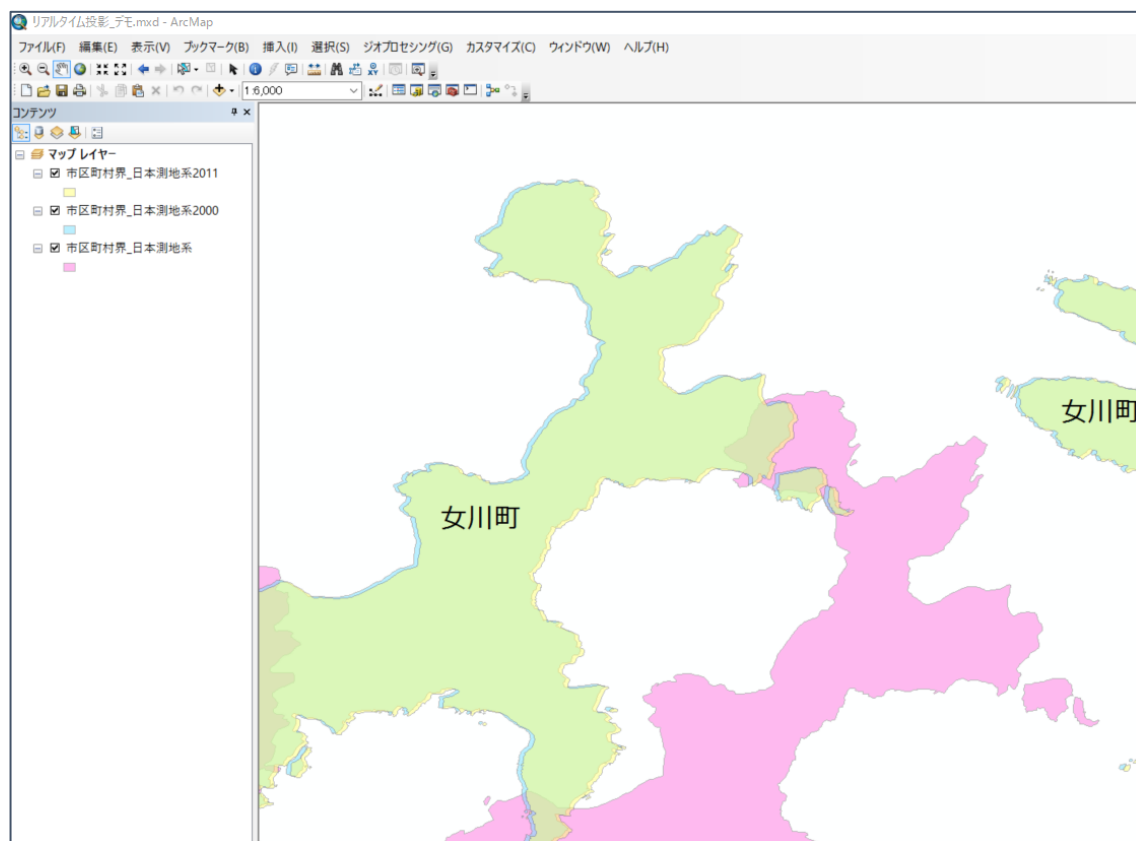 リアルタイム投影_デモ.mxd - ArcMap
ファイル(F) 編集(E) 表示(V) ブックマーク(B) 挿入(I) 選択(S) ジオプロセシング(G) カスタマイズ(C) ウィンドウ(W) ヘルプ(H)
1:6,000
コンテンツ
マップ レイヤー
市区町村界_日本測地系2011
市区町村界_日本測地系2000
市区町村界_日本測地系
女川町
女川町